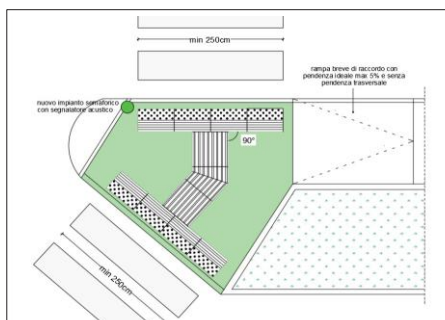 min 250cm
rampa breve di raccordo con
pendenza ideale max 5% e senza
pendenza trasversale
nuovo impianto semaforico
con segnalatore acustico
90°
min 250cm